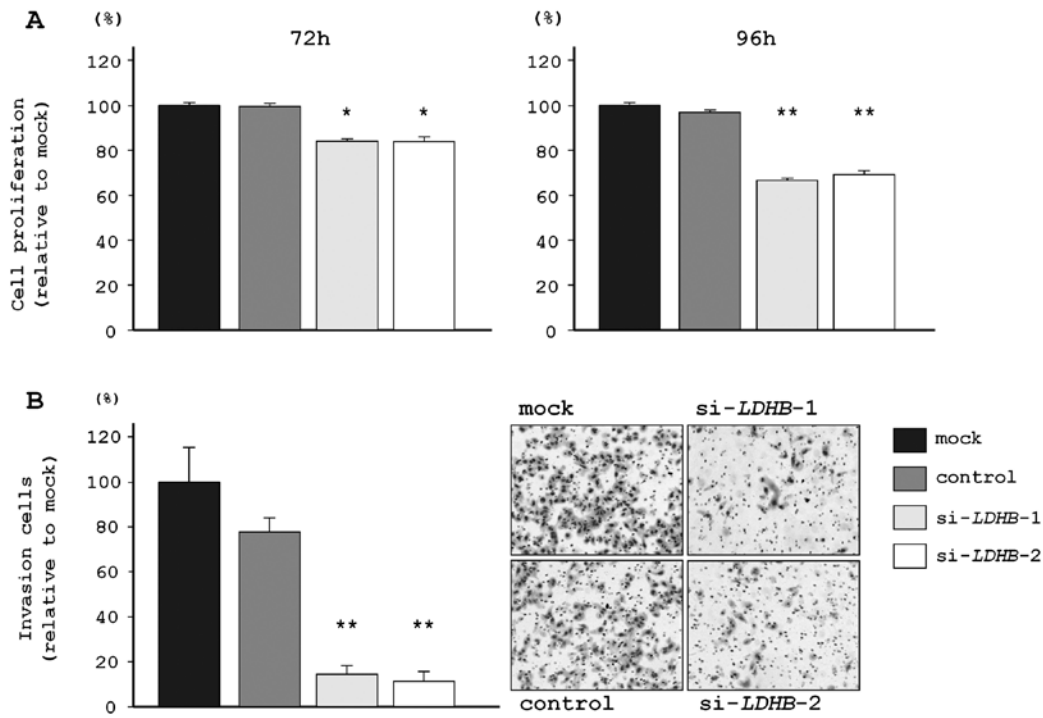 A
(%)
72h
120
100
80
60
40
20
0
*
*
Cell proliferation
(relative to mock)
(%)
96h
120
100
80
60
40
20
0
**
**
B
(%)
120
100
80
60
40
20
0
**
**
Invasion cells
(relative to mock)
mock
si-LDHB-1
control
si-LDHB-2
mock
control
si-LDHB-1
si-LDHB-2